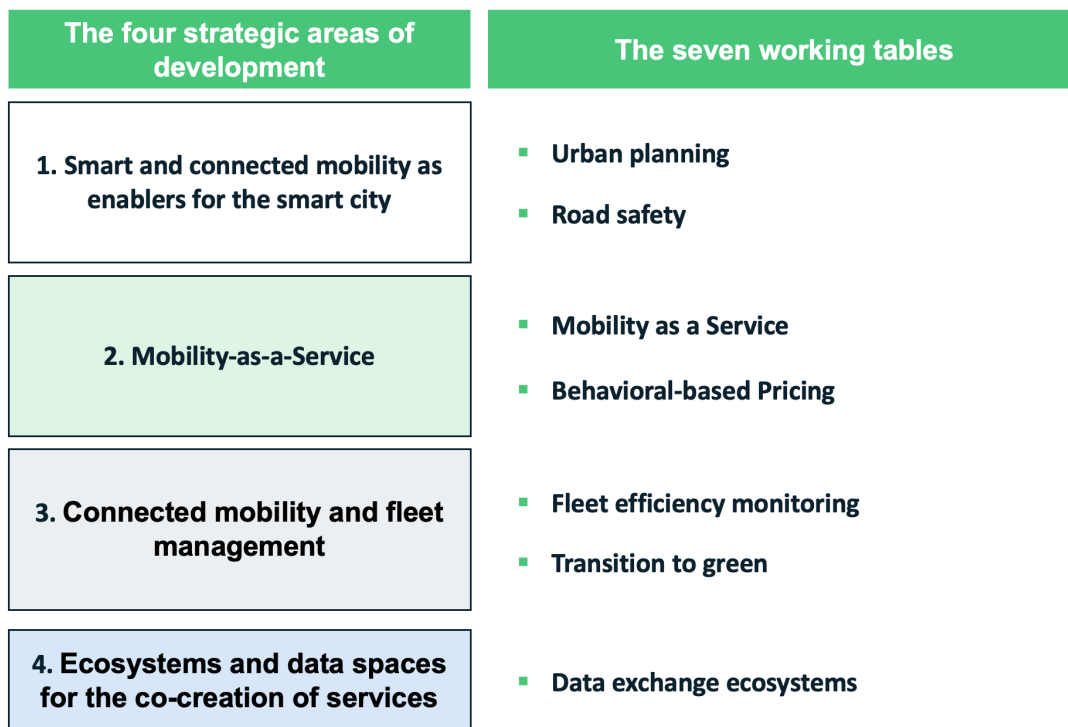 The four strategic areas of
development
The seven working tables
1. Smart and connected mobility as
enablers for the smart city
▪ Urban planning
▪ Road safety
2. Mobility-as-a-Service
▪ Mobility as a Service
▪ Behavioral-based Pricing
3. Connected mobility and fleet
management
▪ Fleet efficiency monitoring
▪ Transition to green
4. Ecosystems and data spaces
for the co-creation of services
▪ Data exchange ecosystems